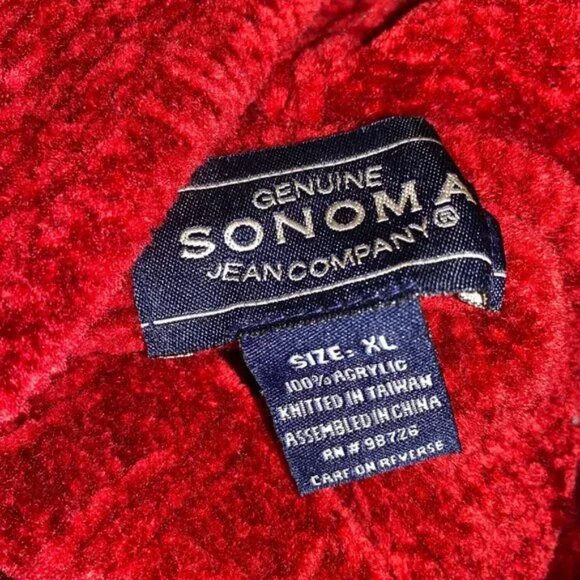 GENUINE
SONOMA
JEAN COMPANY®
SIZE: XL
100% ACRYLIC
KNITTED IN TAIWAN
ASSEMBLED IN CHINA
RN # 98726
CARE ON REVERSE